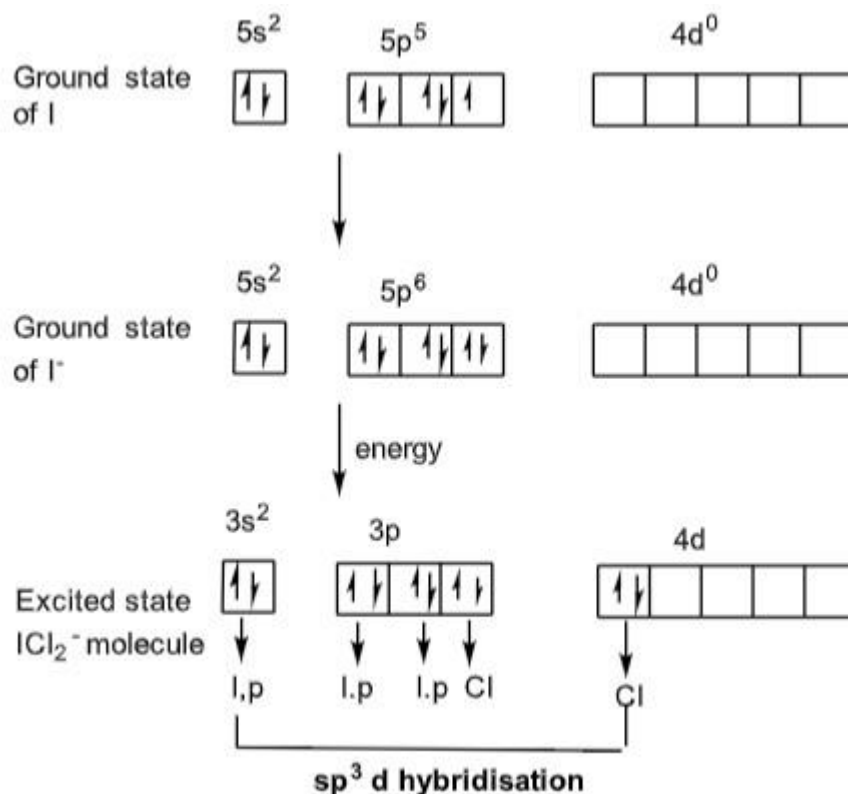 5s² 5p⁵ 4d⁰
Ground state
of I
5s² 5p⁶ 4d⁰
Ground state
of I⁻
energy
3s² 3p 4d
Excited state
ICl₂⁻ molecule
l,p l.p l.p Cl Cl
sp³ d hybridisation